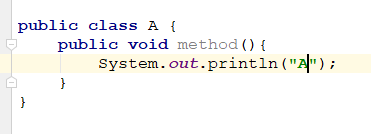 public class A {
    public void method(){
        System.out.println("A");
    }
}